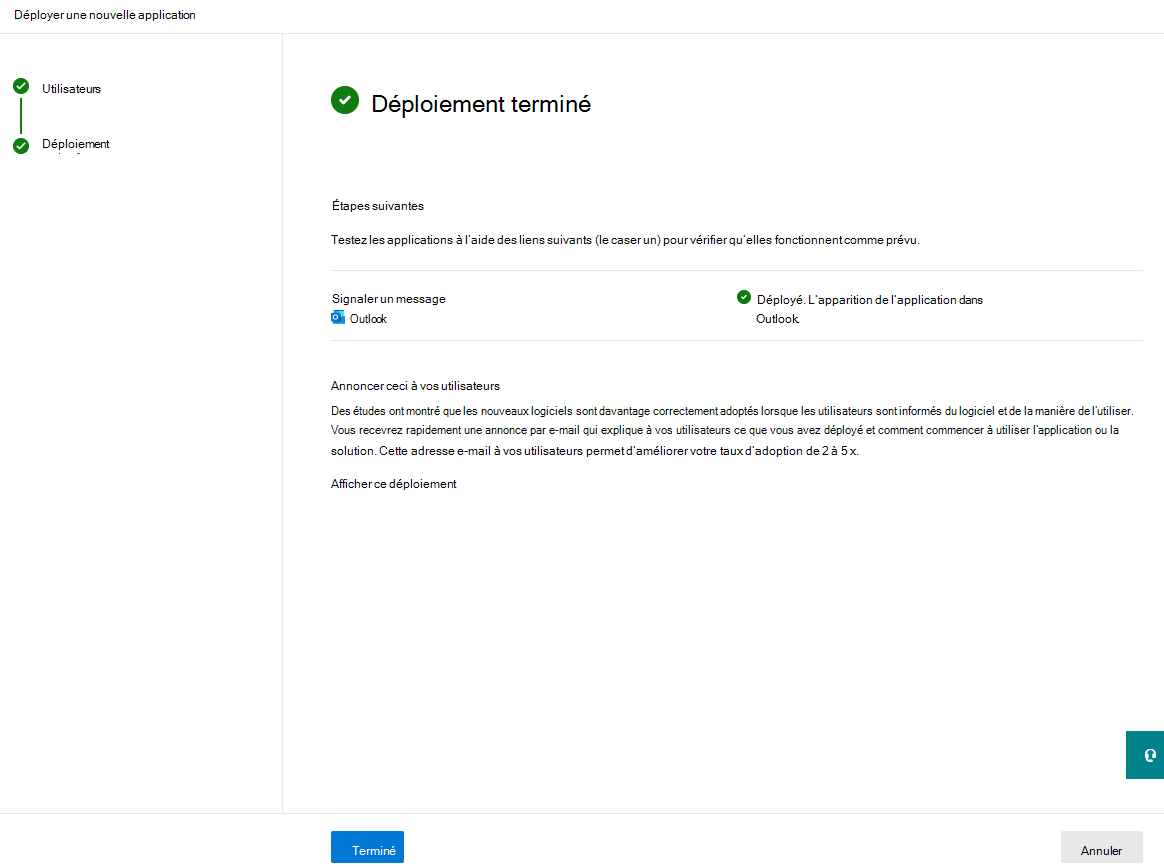 Déployer une nouvelle application
Utilisateurs
Déploiement
Déploiement terminé
Étapes suivantes
Testez les applications à l'aide des liens suivants (le caser un) pour vérifier qu'elles fonctionnent comme prévu.
Signaler un message
Outlook
Déployé. L'apparition de l'application dans
Outlook.
Annoncer ceci à vos utilisateurs
Des études ont montré que les nouveaux logiciels sont davantage correctement adoptés lorsque les utilisateurs sont informés du logiciel et de la manière de l'utiliser.
Vous recevrez rapidement une annonce par e-mail qui explique à vos utilisateurs ce que vous avez déployé et comment commencer à utiliser l'application ou la
solution. Cette adresse e-mail à vos utilisateurs permet d'améliorer votre taux d'adoption de 2 à 5 x.
Afficher ce déploiement
Terminé
Annuler